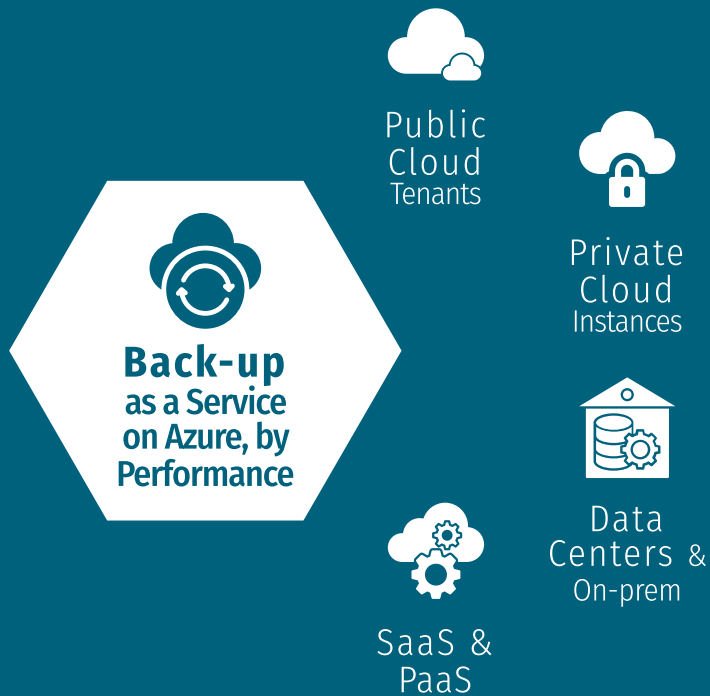 Public
Cloud
Tenants
Private
Cloud
Instances
Back-up
as a Service
on Azure, by
Performance
Data
Centers &
On-prem
SaaS &
PaaS